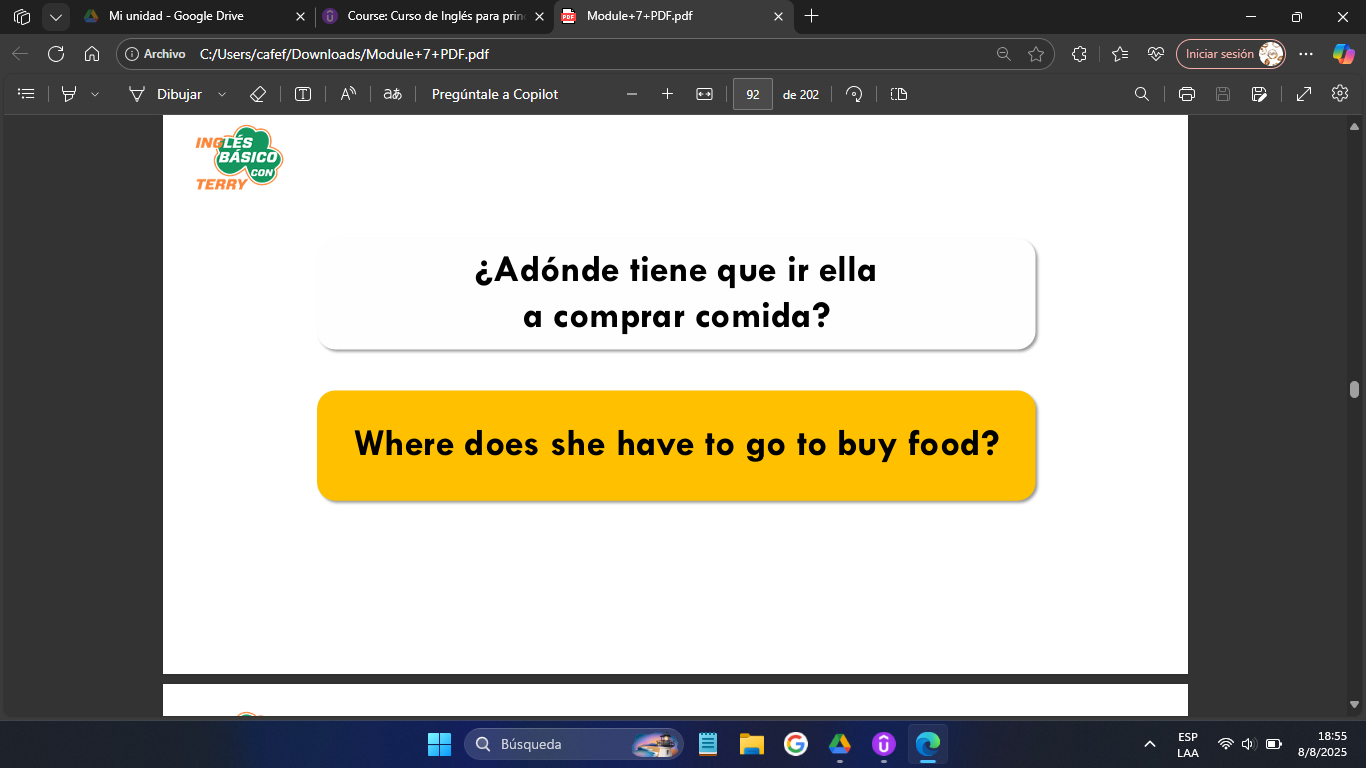 Mi unidad - Google Drive
Course: Curso de Inglés para prin
Module+7+PDF.pdf
Archivo
C:/Users/cafef/Downloads/Module+7+PDF.pdf
Iniciar sesión
Dibujar
aあ
Pregúntale a Copilot
92
de 202
INGLÉS
BÁSICO
CON
TERRY
¿Adónde tiene que ir ella
a comprar comida?
Where does she have to go to buy food?
Búsqueda
ESP
LAA
18:55
8/8/2025